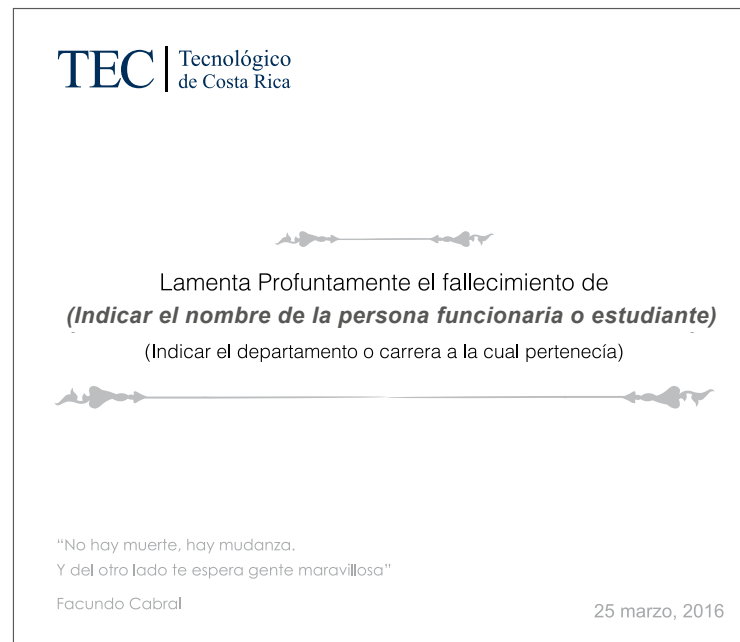 TEC
Tecnológico
de Costa Rica
Lamenta Profuntamente el fallecimiento de
(Indicar el nombre de la persona funcionaria o estudiante)
(Indicar el departamento o carrera a la cual pertenecía)
“No hay muerte, hay mudanza.
Y del otro lado te espera gente maravillosa”
Facundo Cabral
25 marzo, 2016